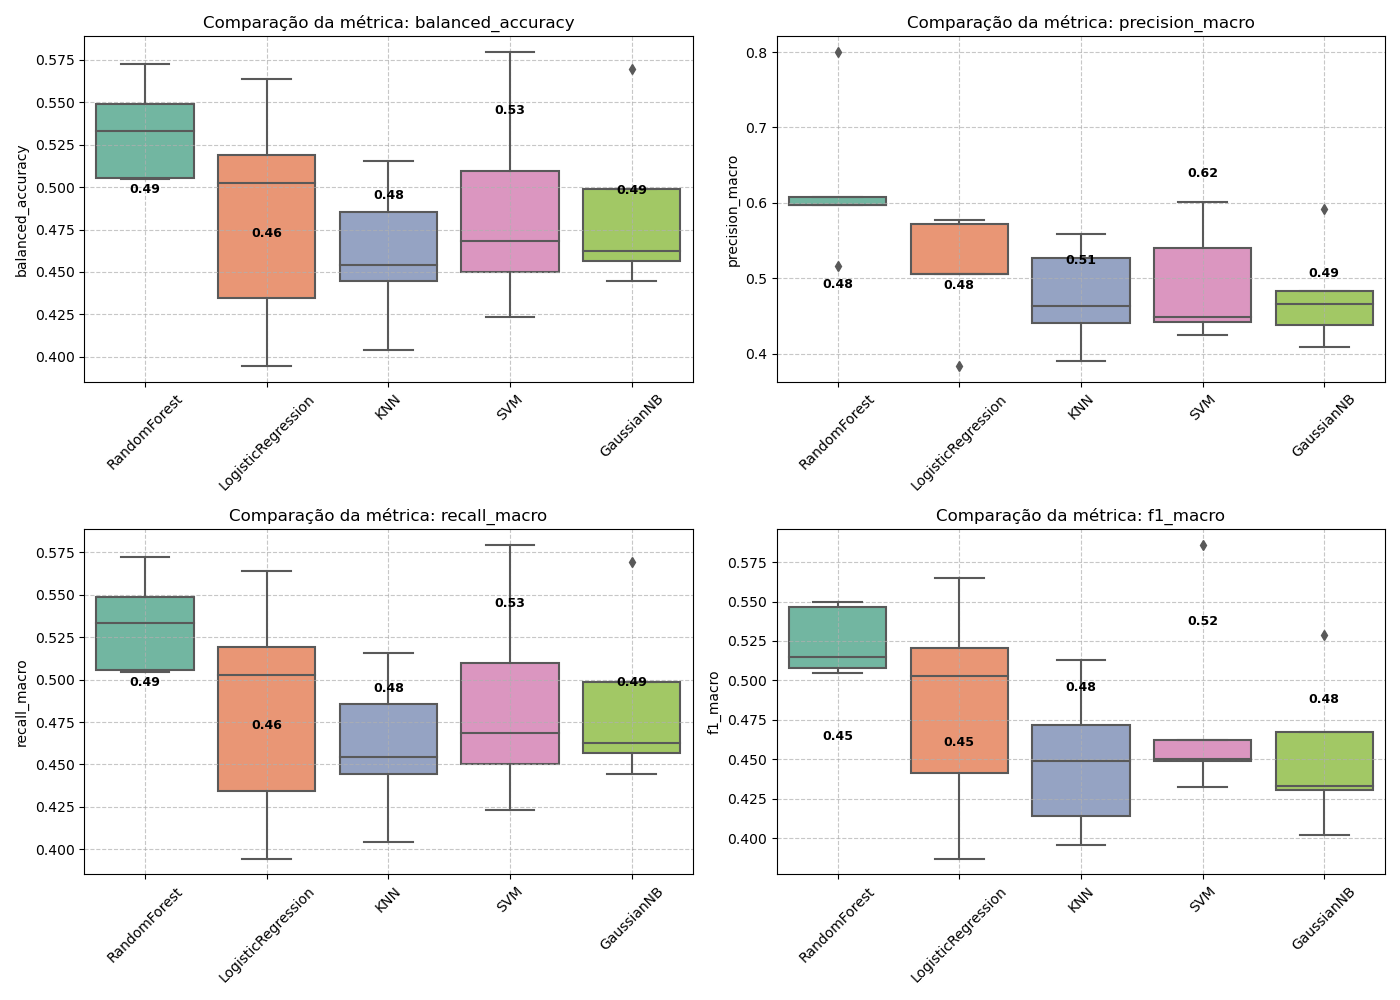 Comparação da métrica: balanced_accuracy
balanced_accuracy
0.575
0.550
0.525
0.500
0.475
0.450
0.425
0.400
0.49
0.46
0.48
0.53
0.49
RandomForest
LogisticRegression
KNN
SVM
GaussianNB
Comparação da métrica: precision_macro
precision_macro
0.8
0.7
0.6
0.5
0.4
0.48
0.48
0.51
0.62
0.49
RandomForest
LogisticRegression
KNN
SVM
GaussianNB
Comparação da métrica: recall_macro
recall_macro
0.575
0.550
0.525
0.500
0.475
0.450
0.425
0.400
0.49
0.46
0.48
0.53
0.49
RandomForest
LogisticRegression
KNN
SVM
GaussianNB
Comparação da métrica: f1_macro
f1_macro
0.575
0.550
0.525
0.500
0.475
0.450
0.425
0.400
0.45
0.45
0.48
0.52
0.48
RandomForest
LogisticRegression
KNN
SVM
GaussianNB